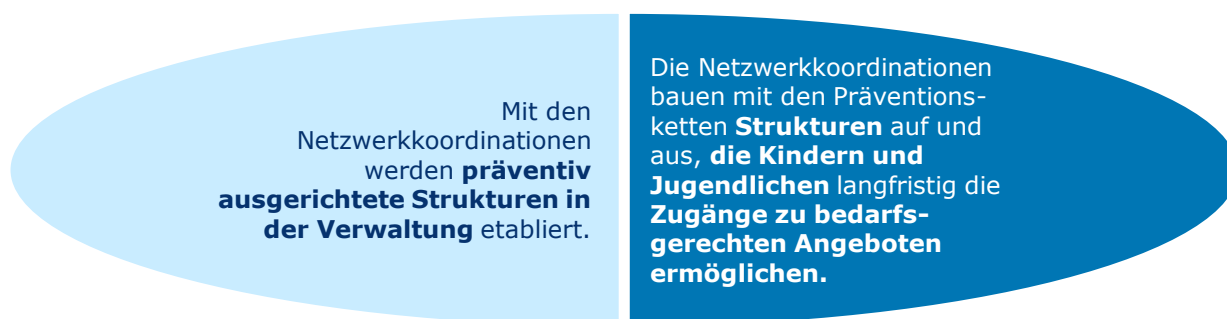 Mit den
Netzwerkkoordinationen
werden präventiv
ausgerichtete Strukturen in
der Verwaltung etabliert.
Die Netzwerkkoordinationen
bauen mit den Präventions-
ketten Strukturen auf und
aus, die Kindern und
Jugendlichen langfristig die
Zugänge zu bedarfs-
gerechten Angeboten
ermöglichen.